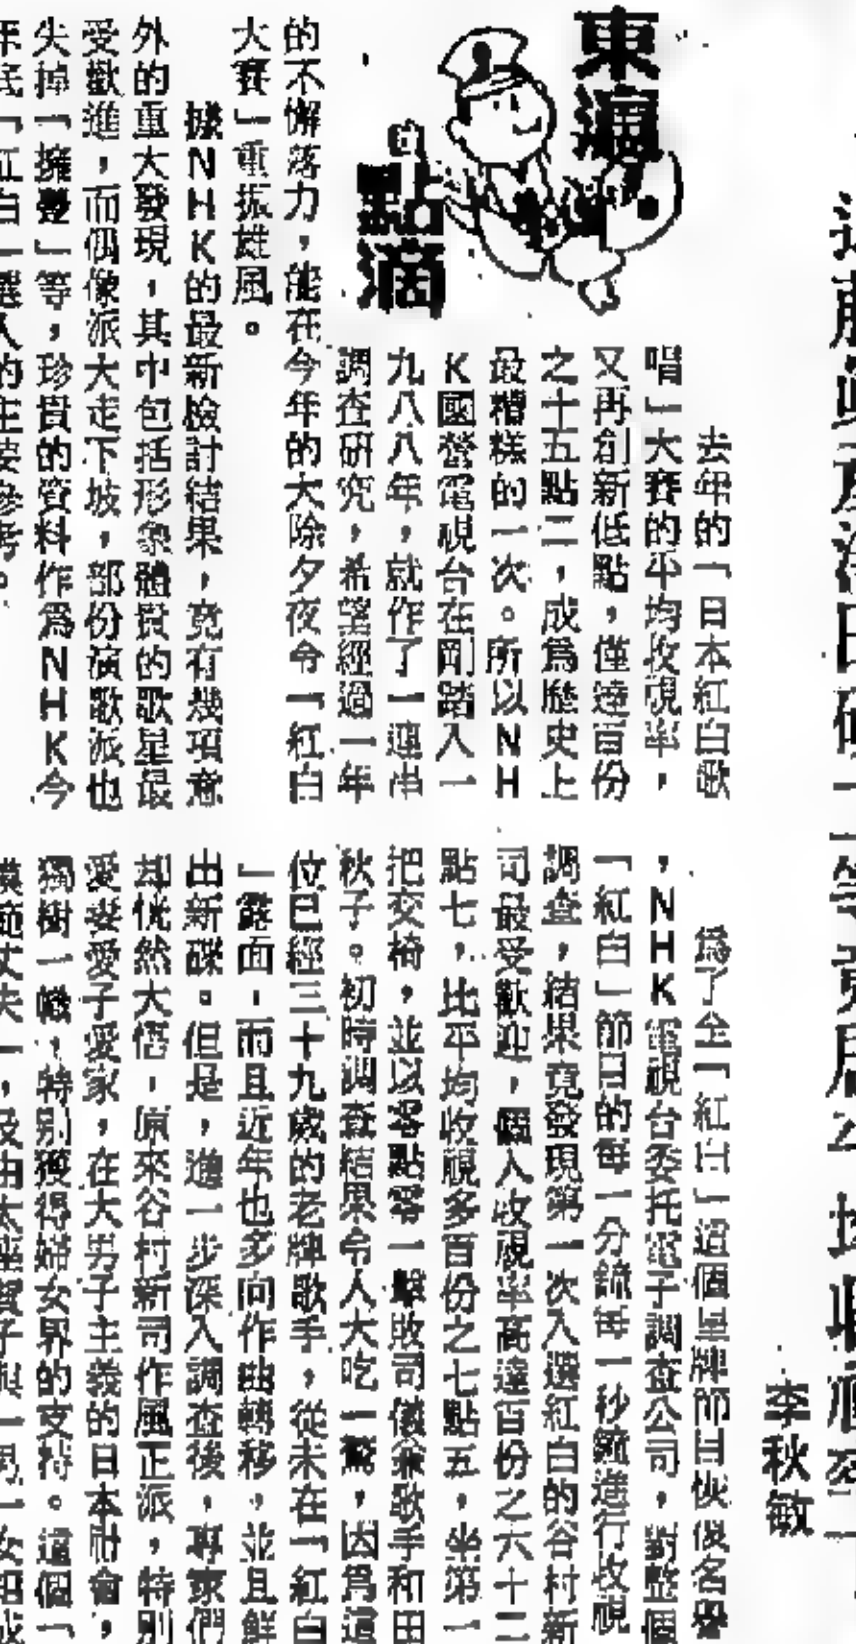 東瀛
的
點滴
李秋敏
去年的「日本紅白歌
唱」大賽的平均收視率，
又再創新低點，僅達百份
之十五點二，成為歷史上
最糟糕的一次。所以NH
K國營電視台在剛踏入一
九八八年，就作了一連串
調查研究，希望經過一年
的不懈落力，能在今年的大除夕夜令「紅白
大賽」重振雄風。
據NHK的最新檢討結果，竟有幾項意
外的重大發現，其中包括形象體貼的歌星最
受歡進，而偶像派大走下坡，部份演歌派也
失掉「擁躉」等，珍貴的資料作爲NHK今
年底「紅白」選人的主要參考。
爲了全「紅白」這個皇牌節目恢復名譽
，NHK電視台委托電子調查公司，對整個
「紅白」節目的每一分鐘每一秒鐘進行收視
調查，結果竟發現第一次入選紅白的谷村新
司最受歡迎，個人收視率高達百份之六十二
點七，比平均收視多百份之七點五，坐第一
把交椅，並以零點零一擊敗司儀兼歌手和田
秋子。初時調查結果令人大吃一驚，因爲這
位已經三十九歲的老牌歌手，從未在「紅白
」露面，而且近年也多向作曲轉移，並且鮮
出新碟。但是，進一步深入調查後，專家們
却恍然大悟，原來谷村新司作風正派，特別
愛妻愛子愛家，在大男子主義的日本社會，
獨樹一幟，特別獲得婦女界的支持。這個「